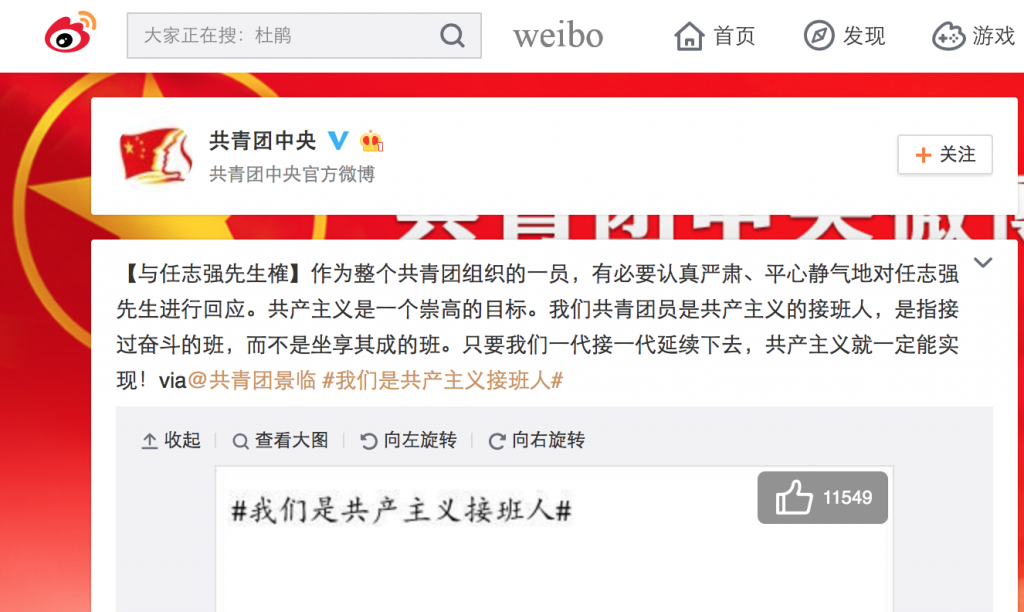 大家正在搜：杜鹃
weibo
首页
发现
游戏
共青团中央
共青团中央官方微博
+ 关注
共青团中央微博
【与任志强先生榷】作为整个共青团组织的一员，有必要认真严肃、平心静气地对任志强
先生进行回应。共产主义是一个崇高的目标。我们共青团员是共产主义的接班人，是指接
过奋斗的班，而不是坐享其成的班。只要我们一代接一代延续下去，共产主义就一定能实
现！via@共青团景临 #我们是共产主义接班人#
收起
查看大图
向左旋转
向右旋转
#我们是共产主义接班人#
11549